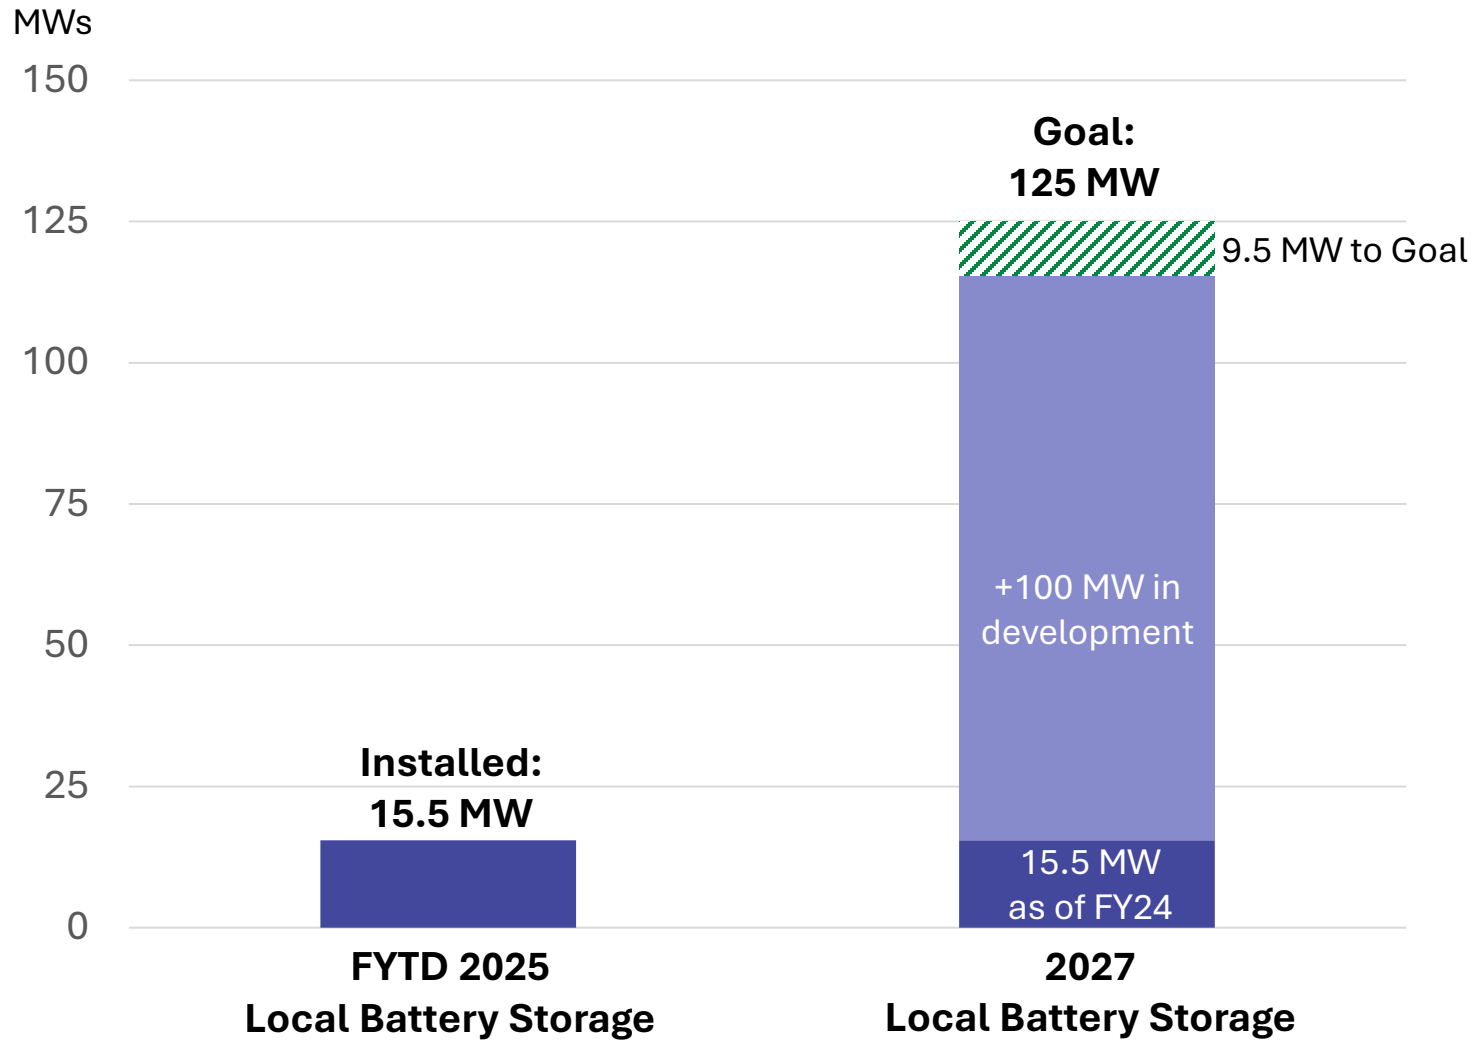 MWs
150
125
100
75
50
25
0
Goal:
125 MW
9.5 MW to Goal
+100 MW in
development
15.5 MW
as of FY24
Installed:
15.5 MW
FYTD 2025
Local Battery Storage
2027
Local Battery Storage